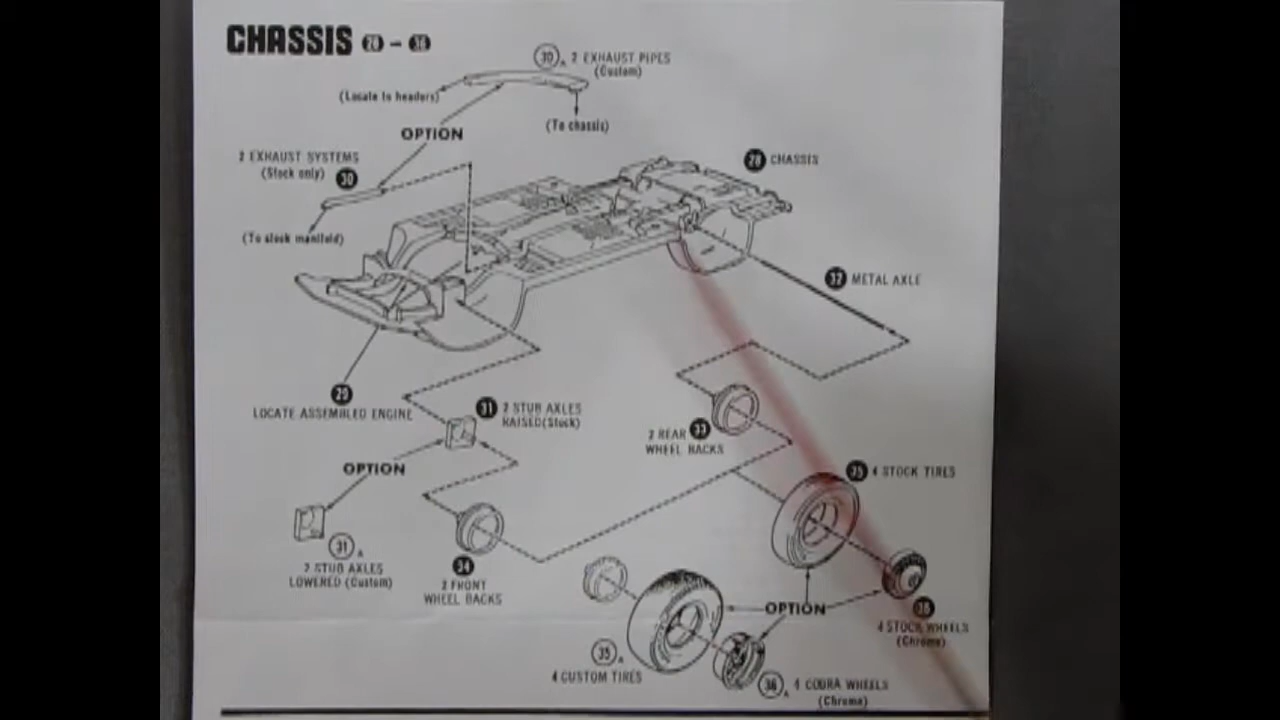 CHASSIS 28 - 36
30A 2 EXHAUST PIPES
(Custom)
(Locate to headers)
(To chassis)
OPTION
2 EXHAUST SYSTEMS
(Stock only) 30
28 CHASSIS
(To stock manifold)
32 METAL AXLE
29
LOCATE ASSEMBLED ENGINE
31 2 STUB AXLES
RAISED (Stock)
2 REAR 33
WHEEL BACKS
OPTION
35 4 STOCK TIRES
31A
2 STUB AXLES
LOWERED (Custom)
34
2 FRONT
WHEEL BACKS
OPTION
36
4 STOCK WHEELS
(Chrome)
35A
4 CUSTOM TIRES
36A 4 COBRA WHEELS
(Chrome)